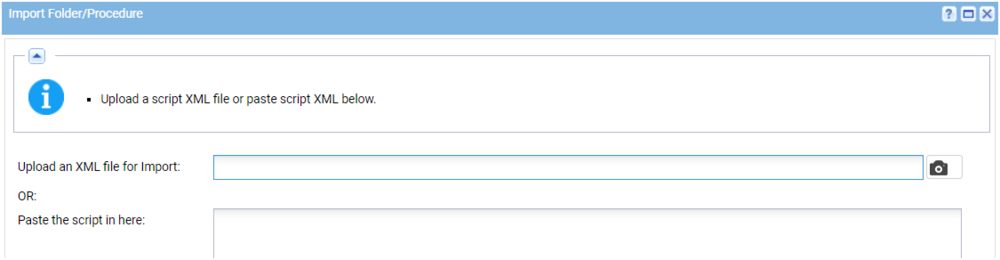 Import Folder/Procedure
Upload a script XML file or paste script XML below.
Upload an XML file for Import:
OR:
Paste the script in here: